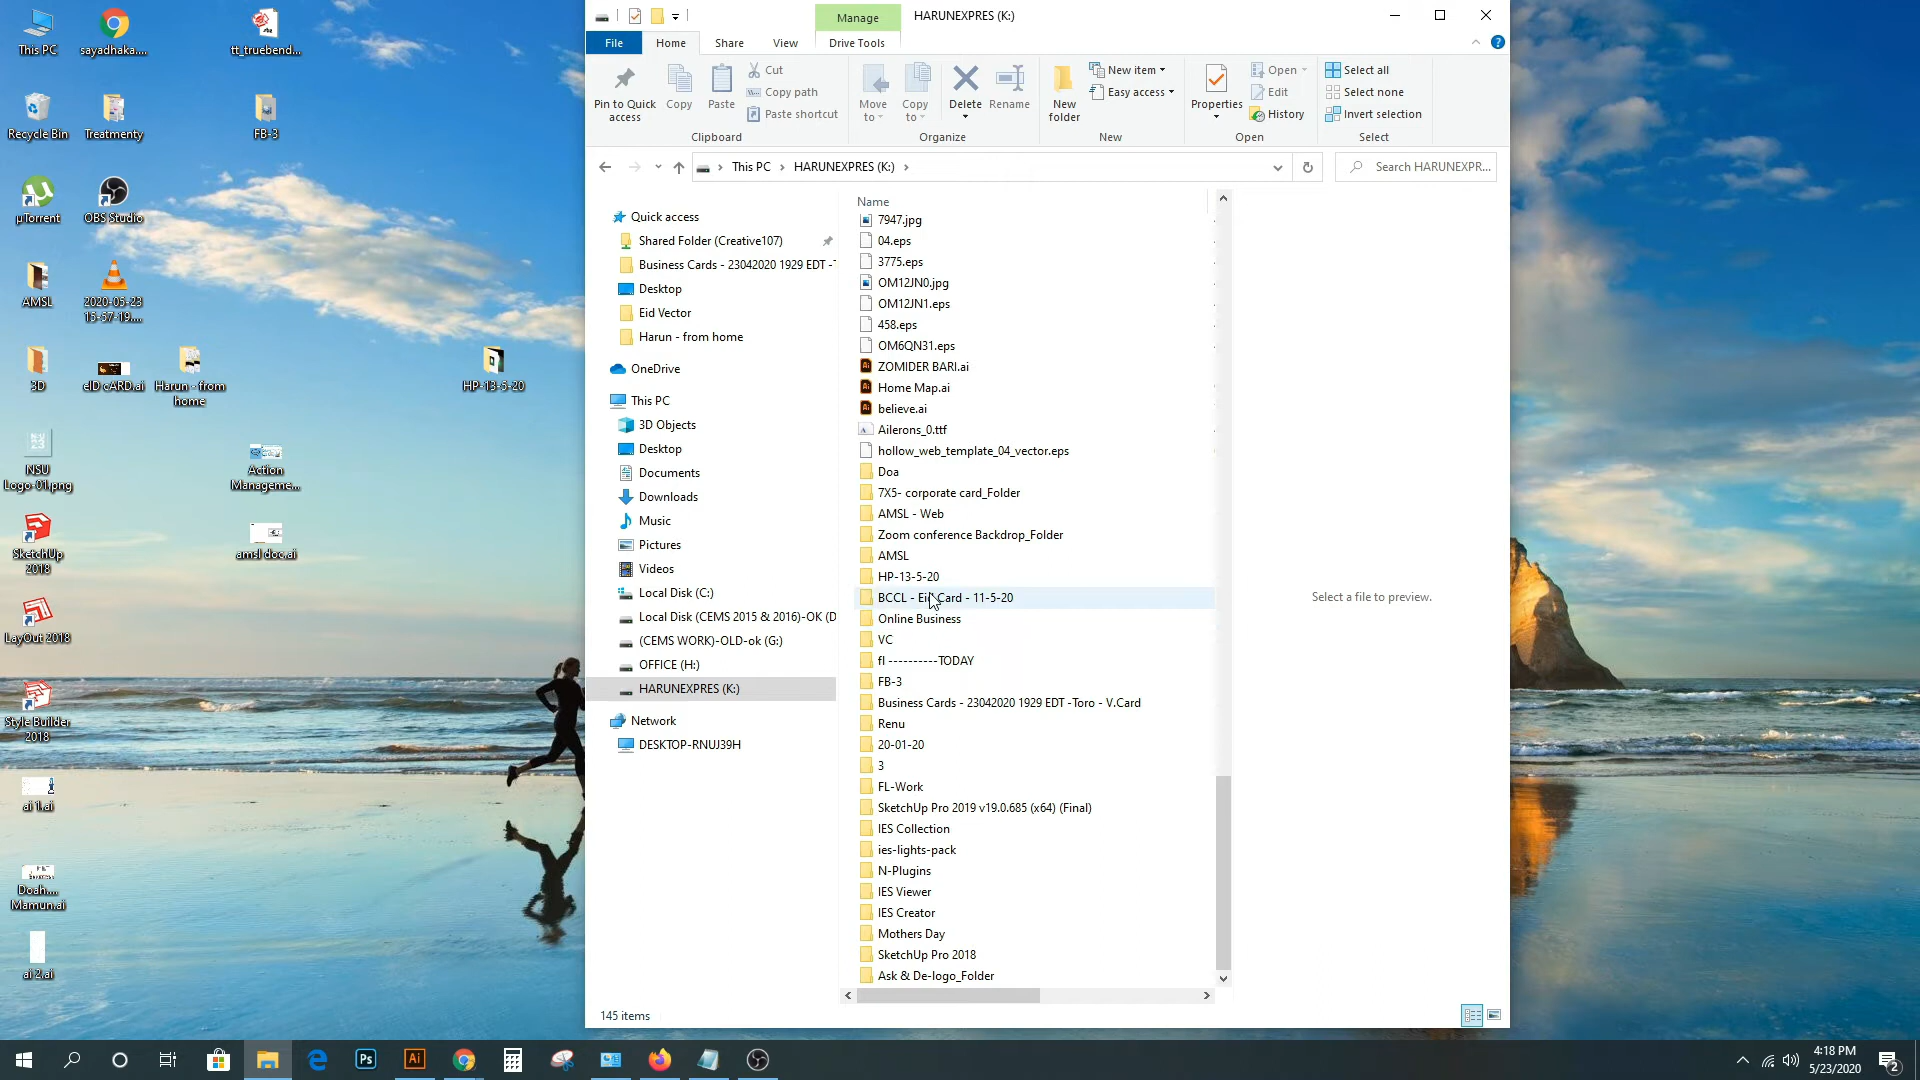 This PC
sayadhaka....
tt_truebend...
Recycle Bin
Treatmenty
FB-3
µTorrent
OBS Studio
AMSL
2020-05-23
15-57-19....
3D
eID cARD.ai
Harun - from
home
HP-13-5-20
NSU
Logo-01.png
Action
Manageme...
SketchUp
2018
amsl doc.ai
LayOut 2018
Style Builder
2018
ai 1.ai
Doah....
Mamun.ai
ai 2.ai
Manage
HARUNEXPRES (K:)
File
Home
Share
View
Drive Tools
Pin to Quick
access
Copy
Paste
Cut
Copy path
Paste shortcut
Clipboard
Move
to
Copy
to
Delete
Rename
Organize
New
folder
New item
Easy access
New
Properties
Open
Edit
History
Open
Select all
Select none
Invert selection
Select
This PC
HARUNEXPRES (K:)
Search HARUNEXPR...
Quick access
Shared Folder (Creative107)
Business Cards - 23042020 1929 EDT -T
Desktop
Eid Vector
Harun - from home
OneDrive
This PC
3D Objects
Desktop
Documents
Downloads
Music
Pictures
Videos
Local Disk (C:)
Local Disk (CEMS 2015 & 2016)-OK (D
(CEMS WORK)-OLD-ok (G:)
OFFICE (H:)
HARUNEXPRES (K:)
Network
DESKTOP-RNUJ39H
Name
7947.jpg
04.eps
3775.eps
OM12JN0.jpg
OM12JN1.eps
458.eps
OM6QN31.eps
ZOMIDER BARI.ai
Home Map.ai
believe.ai
Ailerons_0.ttf
hollow_web_template_04_vector.eps
Doa
7X5- corporate card_Folder
AMSL - Web
Zoom conference Backdrop_Folder
AMSL
HP-13-5-20
BCCL - Eid Card - 11-5-20
Online Business
VC
fl ----------TODAY
FB-3
Business Cards - 23042020 1929 EDT -Toro - V.Card
Renu
20-01-20
3
FL-Work
SketchUp Pro 2019 v19.0.685 (x64) (Final)
IES Collection
ies-lights-pack
N-Plugins
IES Viewer
IES Creator
Mothers Day
SketchUp Pro 2018
Ask & De-logo_Folder
Select a file to preview.
145 items
Ps
Ai
4:18 PM
5/23/2020
2